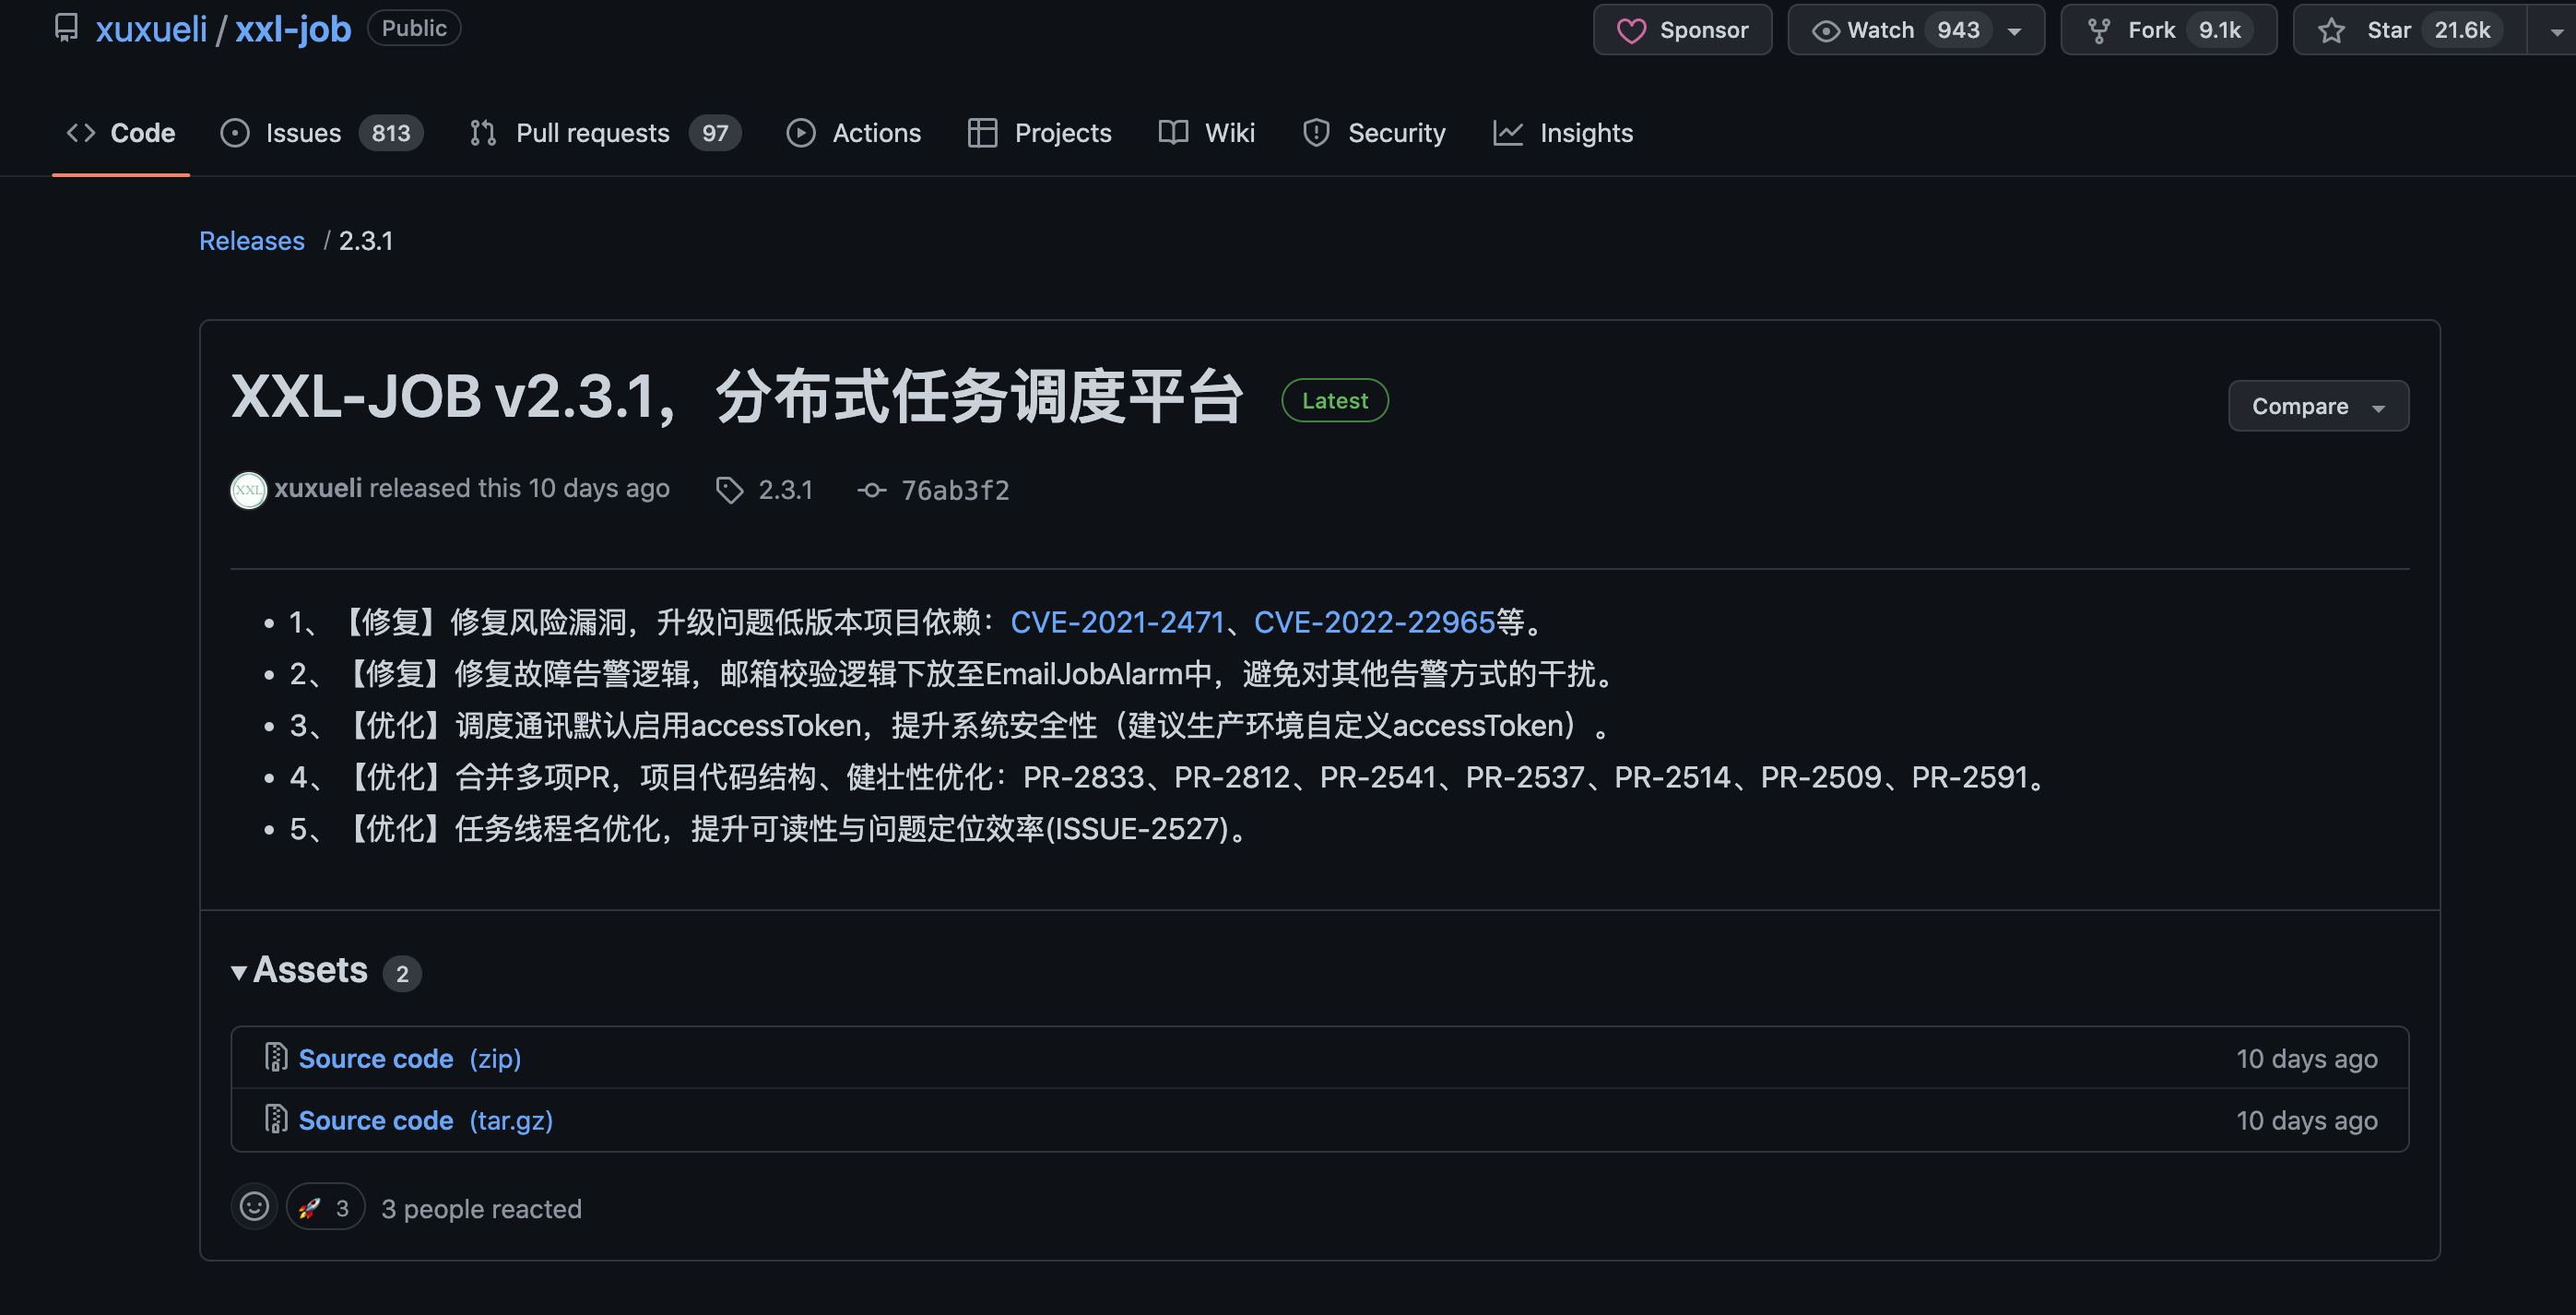 xuxueli / xxl-job Public Sponsor Watch 943 Fork 9.1k Star 21.6k
Code Issues 813 Pull requests 97 Actions Projects Wiki Security Insights
Releases / 2.3.1
XXL-JOB v2.3.1，分布式任务调度平台 Latest Compare
XXL xuxueli released this 10 days ago 2.3.1 76ab3f2
• 1、【修复】修复风险漏洞，升级问题低版本项目依赖：CVE-2021-2471、CVE-2022-22965等。
• 2、【修复】修复故障告警逻辑，邮箱校验逻辑下放至EmailJobAlarm中，避免对其他告警方式的干扰。
• 3、【优化】调度通讯默认启用accessToken，提升系统安全性（建议生产环境自定义accessToken）。
• 4、【优化】合并多项PR，项目代码结构、健壮性优化：PR-2833、PR-2812、PR-2541、PR-2537、PR-2514、PR-2509、PR-2591。
• 5、【优化】任务线程名优化，提升可读性与问题定位效率(ISSUE-2527)。
Assets 2
Source code (zip) 10 days ago
Source code (tar.gz) 10 days ago
🚀 3 3 people reacted